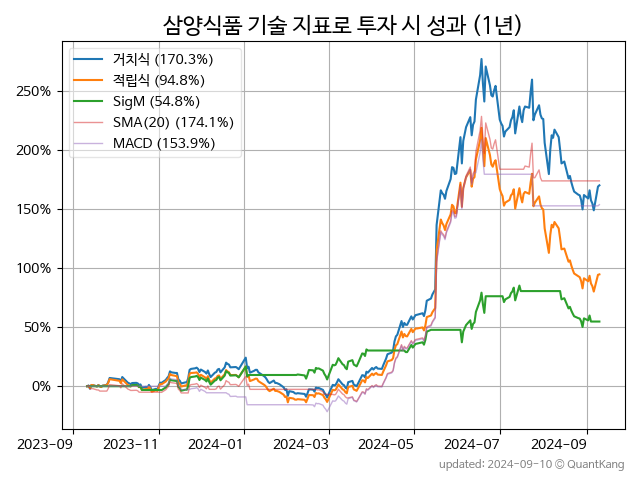 삼양식품 기술 지표로 투자 시 성과 (1년)
거치식 (170.3%)
적립식 (94.8%)
SigM (54.8%)
SMA(20) (174.1%)
MACD (153.9%)
250%
200%
150%
100%
50%
0%
2023-09 2023-11 2024-01 2024-03 2024-05 2024-07 2024-09
updated: 2024-09-10 © QuantKang